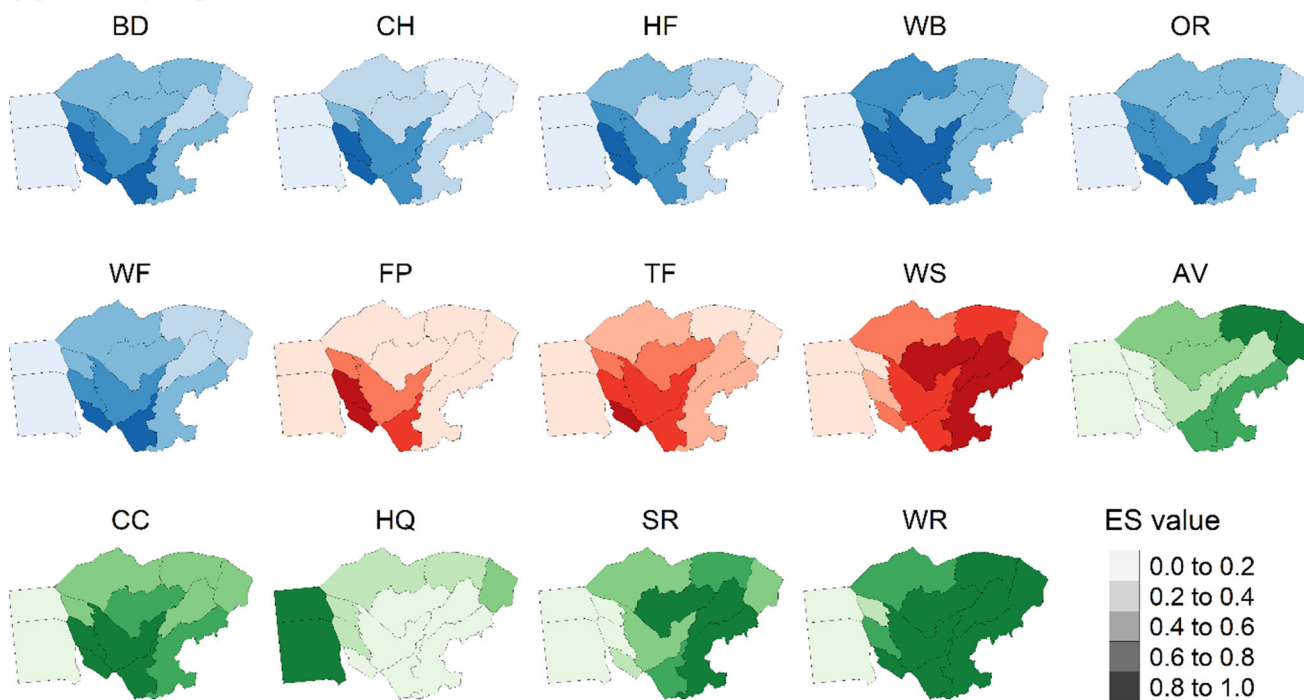 BD CH HF WB OR
WF FP TF WS AV
CC HQ SR WR ES value
0.0 to 0.2
0.2 to 0.4
0.4 to 0.6
0.6 to 0.8
0.8 to 1.0